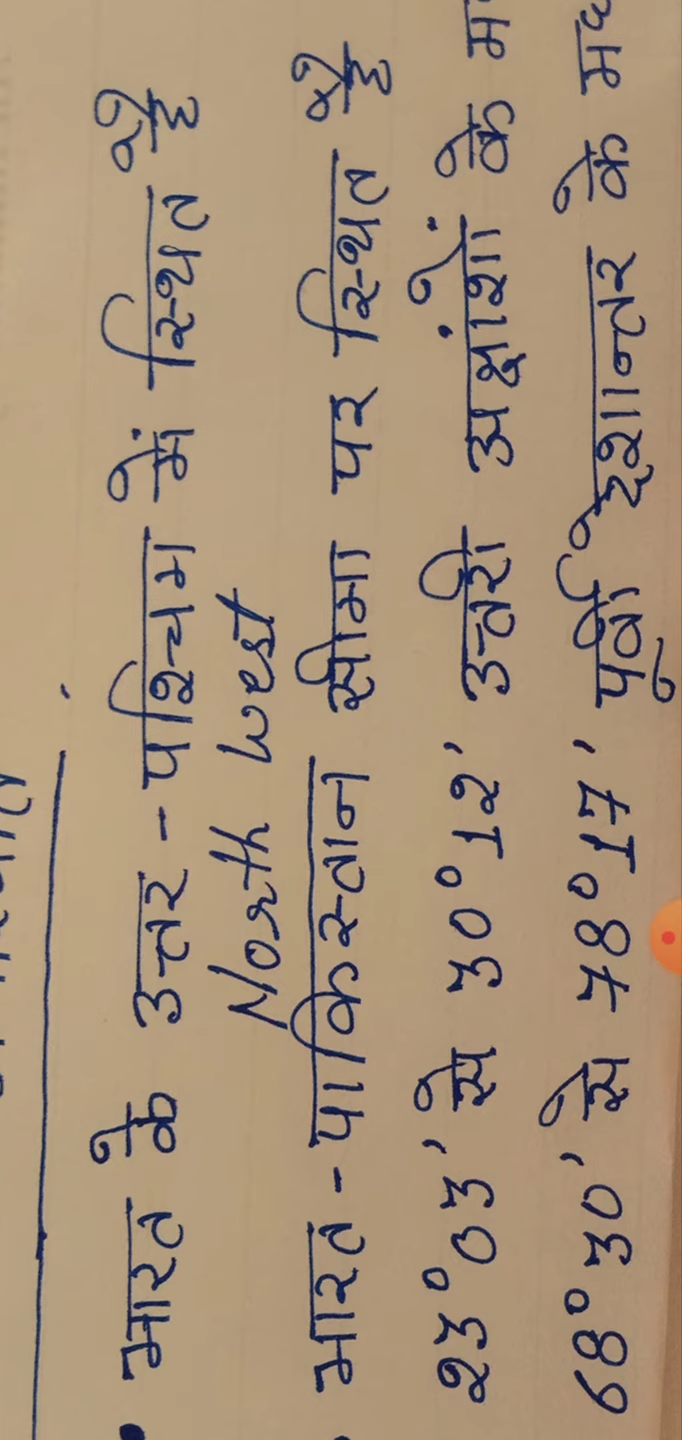 भारत के उत्तर - पश्चिम में स्थित है
North West
भारत - पाकिस्तान सीमा पर स्थित है
23° 03' से 30° 12' उत्तरी अक्षांशों के
68° 30' से 78° 17' पूर्वी देशान्तर के